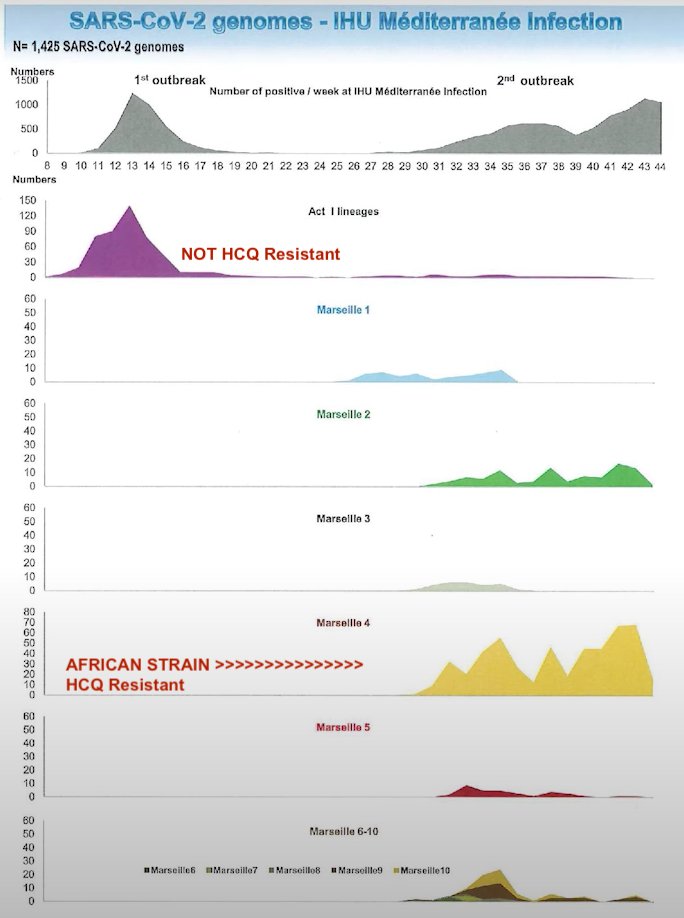 SARS-CoV-2 genomes - IHU Méditerranée Infection
N= 1,425 SARS-CoV-2 genomes
Numbers
1st outbreak
2nd outbreak
Number of positive / week at IHU Méditerranée Infection
1500
1000
500
0
8 9 10 11 12 13 14 15 16 17 18 19 20 21 22 23 24 25 26 27 28 29 30 31 32 33 34 35 36 37 38 39 40 41 42 43 44
Numbers
Act I lineages
150
120
90
60
30
0
NOT HCQ Resistant
Marseille 1
60
50
40
30
20
10
0
Marseille 2
60
50
40
30
20
10
0
Marseille 3
60
50
40
30
20
10
0
Marseille 4
80
70
60
50
40
30
20
10
0
AFRICAN STRAIN >>>>>>>>>>>>>>>
HCQ Resistant
Marseille 5
60
50
40
30
20
10
0
Marseille 6-10
60
50
40
30
20
10
0
Marseille6 Marseille7 Marseille8 Marseille9 Marseille10